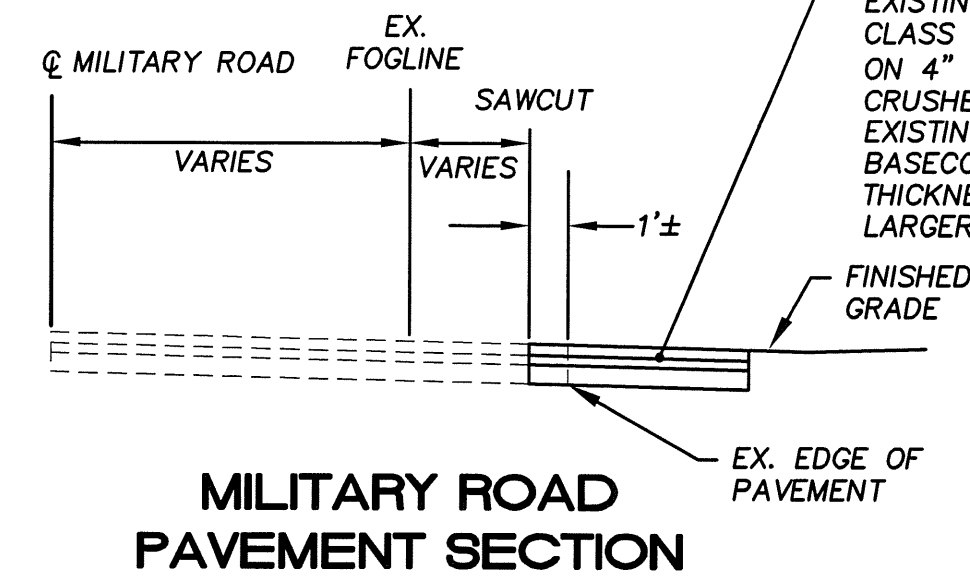 ℄ MILITARY ROAD
EX.
FOGLINE
SAWCUT
VARIES
VARIES
1'±
CLASS
ON 4"
FINISHED
GRADE
EX. EDGE OF
PAVEMENT
MILITARY ROAD
PAVEMENT SECTION